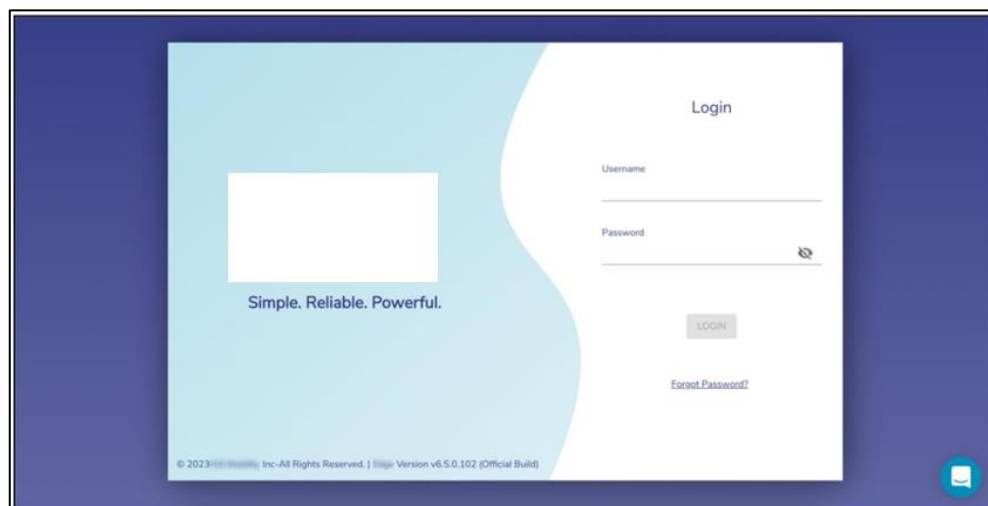 Login
Username
Password
Simple. Reliable. Powerful.
LOGIN
Forgot Password?
© 2023 Inc-All Rights Reserved. | Version v6.5.0.102 (Official Build)